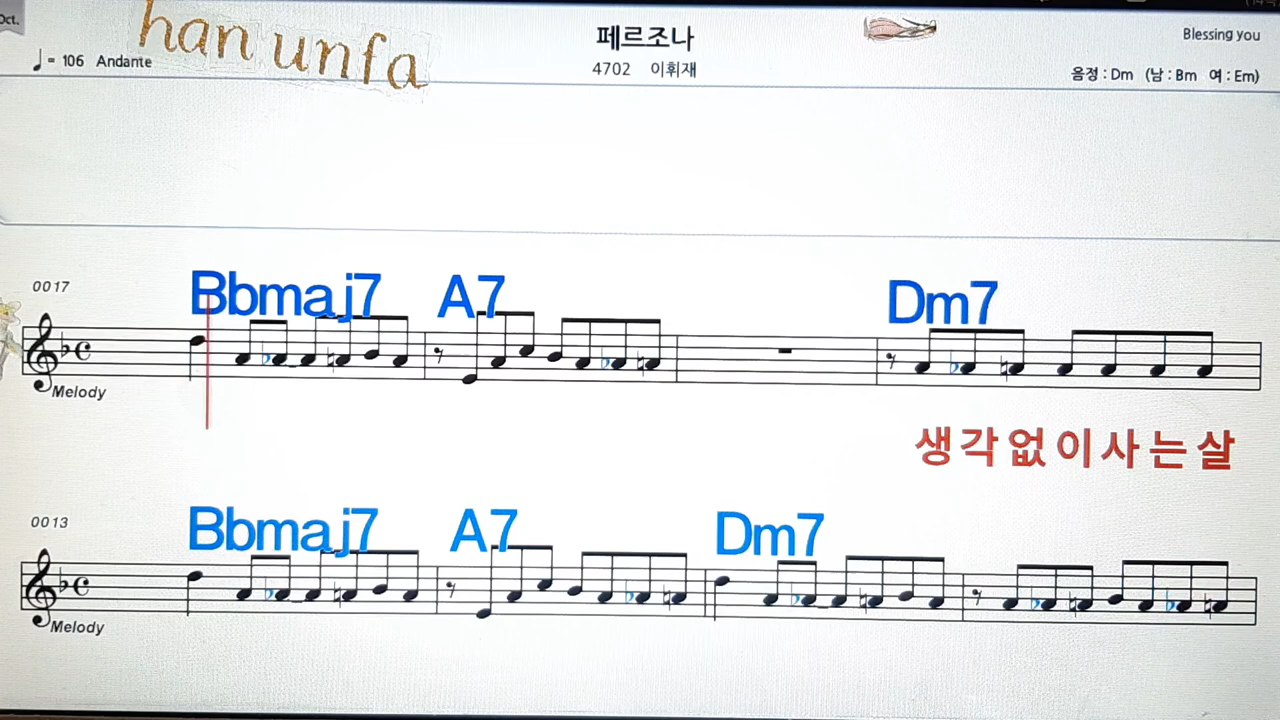 Oct.
han unfa
페르조나
Blessing you
♩= 106 Andante
4702 이휘재
음정 : Dm (남 : Bm 여 : Em)
0017
Bbmaj7 A7 Dm7
Melody
생각없이사는살
0013
Bbmaj7 A7 Dm7
Melody